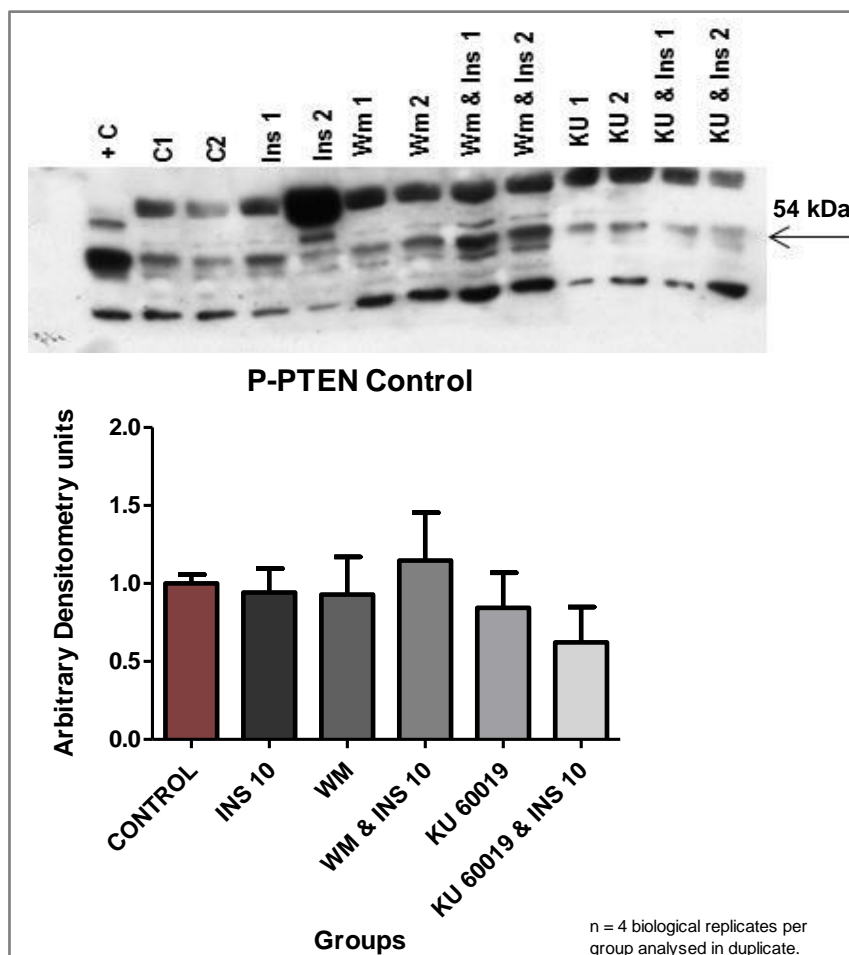 + C
C1
C2
Ins 1
Ins 2
Wm 1
Wm 2
Wm & Ins 1
Wm & Ins 2
KU 1
KU 2
KU & Ins 1
KU & Ins 2
54 kDa
P-PTEN Control
Arbitrary Densitometry units
2.0
1.5
1.0
0.5
0.0
CONTROL
INS 10
WM
WM & INS 10
KU 60019
KU 60019 & INS 10
Groups
n = 4 biological replicates per
group analysed in duplicate.